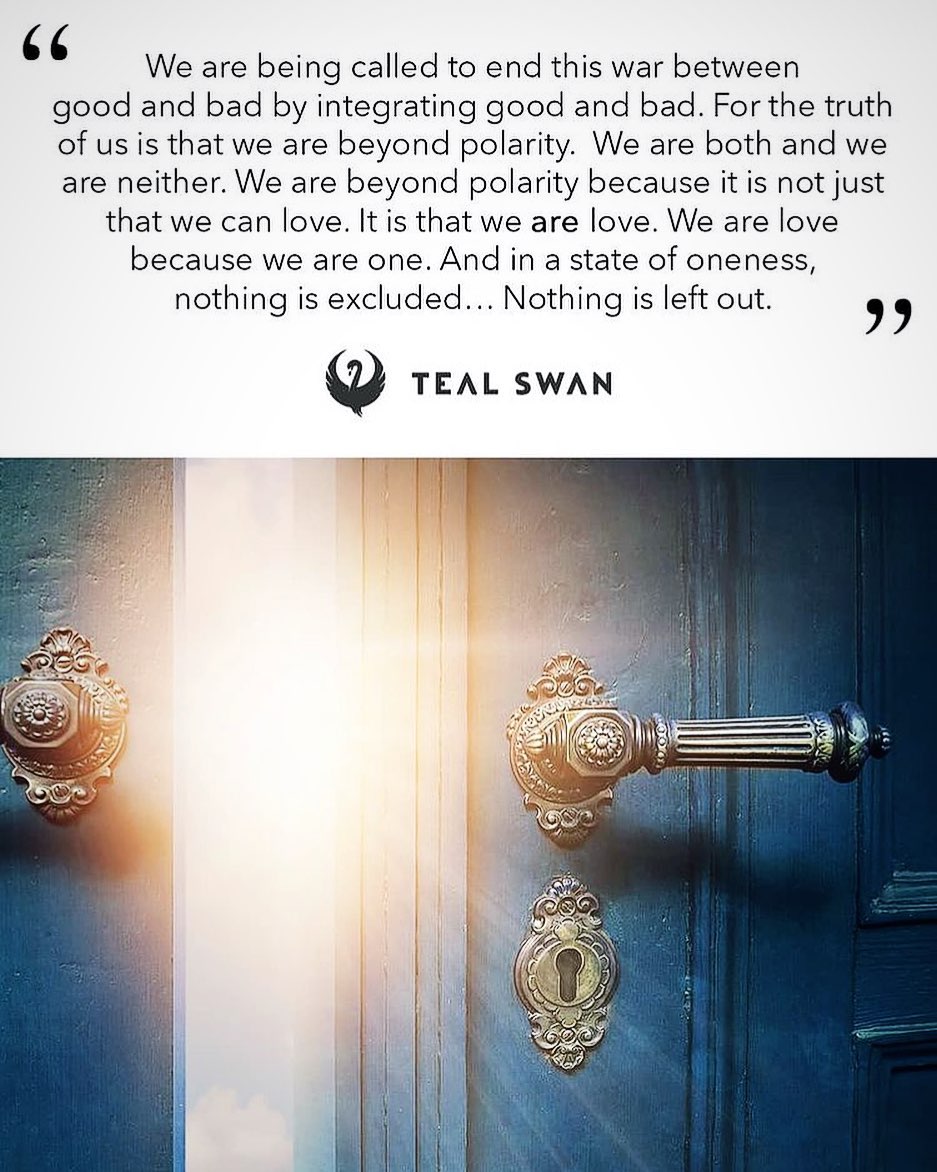 “
We are being called to end this war between
good and bad by integrating good and bad. For the truth
of us is that we are beyond polarity.  We are both and we
are neither. We are beyond polarity because it is not just
that we can love. It is that we are love. We are love
because we are one. And in a state of oneness,
nothing is excluded... Nothing is left out.
”
TEAL SWAN